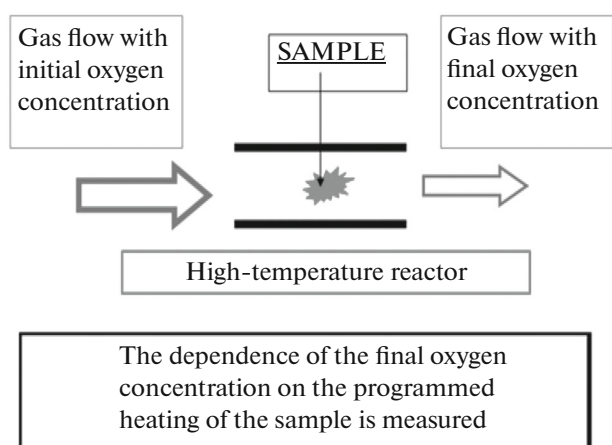 Gas flow with
initial oxygen
concentration
SAMPLE
Gas flow with
final oxygen
concentration
High-temperature reactor
The dependence of the final oxygen
concentration on the programmed
heating of the sample is measured